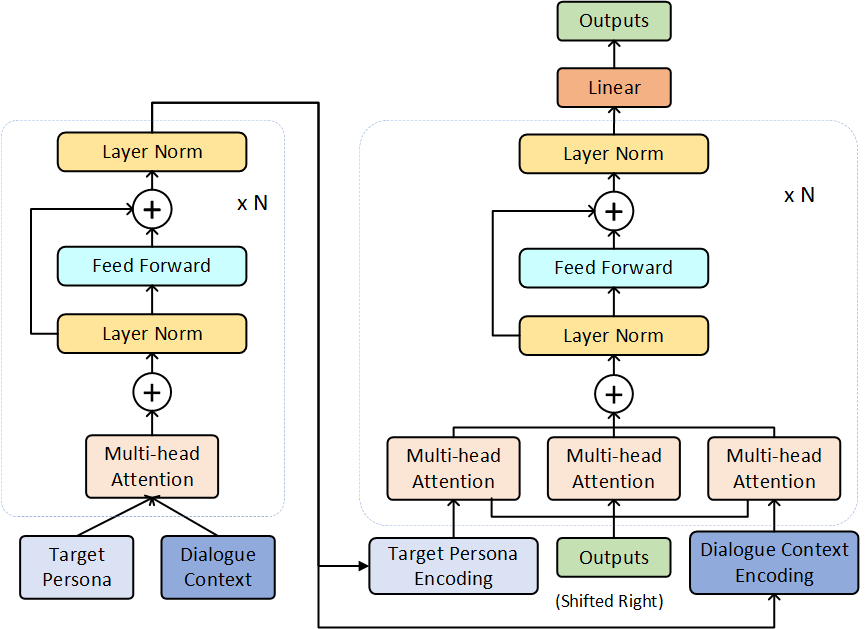 Layer Norm
+
x N
Feed Forward
Layer Norm
+
Multi-head
Attention
Target
Persona
Dialogue
Context
Outputs
Linear
Layer Norm
+
x N
Feed Forward
Layer Norm
+
Multi-head
Attention
Multi-head
Attention
Multi-head
Attention
Target Persona
Encoding
Outputs
(Shifted Right)
Dialogue Context
Encoding